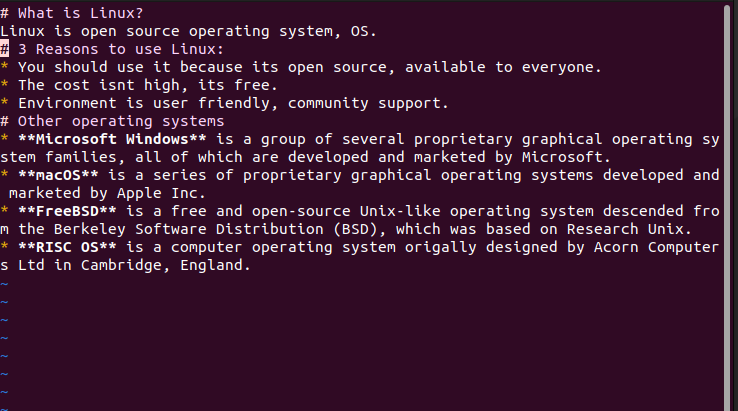 # What is Linux?
Linux is open source operating system, OS.
# 3 Reasons to use Linux:
* You should use it because its open source, available to everyone.
* The cost isnt high, its free.
* Environment is user friendly, community support.
# Other operating systems
* **Microsoft Windows** is a group of several proprietary graphical operating sy
stem families, all of which are developed and marketed by Microsoft.
* **macOS** is a series of proprietary graphical operating systems developed and
 marketed by Apple Inc.
* **FreeBSD** is a free and open-source Unix-like operating system descended fro
m the Berkeley Software Distribution (BSD), which was based on Research Unix.
* **RISC OS** is a computer operating system origally designed by Acorn Computer
s Ltd in Cambridge, England.
~
~
~
~
~
~
~
~